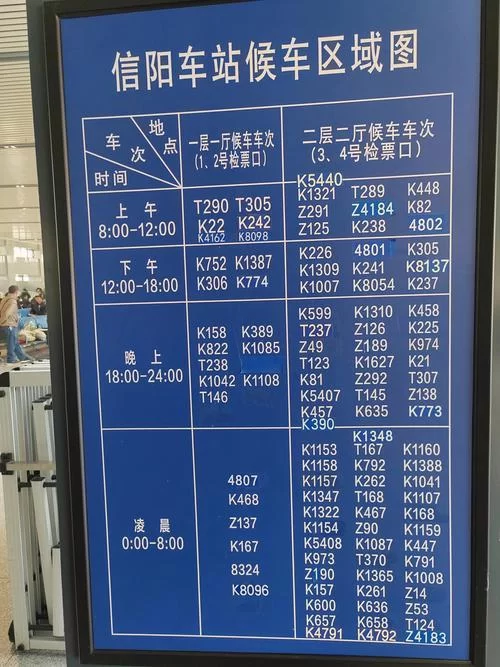 信阳车站候车区域图
车次 地点 时间
一层一厅候车车次
(1、2号检票口)
二层二厅候车车次
(3、4号检票口)
上午
8:00-12:00
T290 T305
K22 K242
K4162 K8098
K5440
K1321 T289 K448
Z291 Z4184 K82
Z125 K238 4802
下午
12:00-18:00
K752 K1387
K306 K774
K226 4801 K305
K1309 K241 K8137
K1007 K8054 K237
晚上
18:00-24:00
K158 K389
K822 K1085
T238
K1042 K1108
T146
K599 K1310 K458
T237 Z126 K225
Z49 Z189 K974
T123 K1627 K21
K81 Z292 T307
K5407 T145 Z138
K457 K635 K773
K390
凌晨
0:00-8:00
4807
K468
Z137
K167
8324
K8096
K1348
K1153 T167 K1160
K1158 K792 K1388
K1157 K262 K1041
K1347 T168 K1107
K1322 K467 K168
K1154 Z90 K1159
K5408 K1087 K447
K973 T370 K791
Z190 K1365 K1008
K157 K261 Z14
K600 K636 Z53
K657 K658 T124
K4791 K4792 Z4183